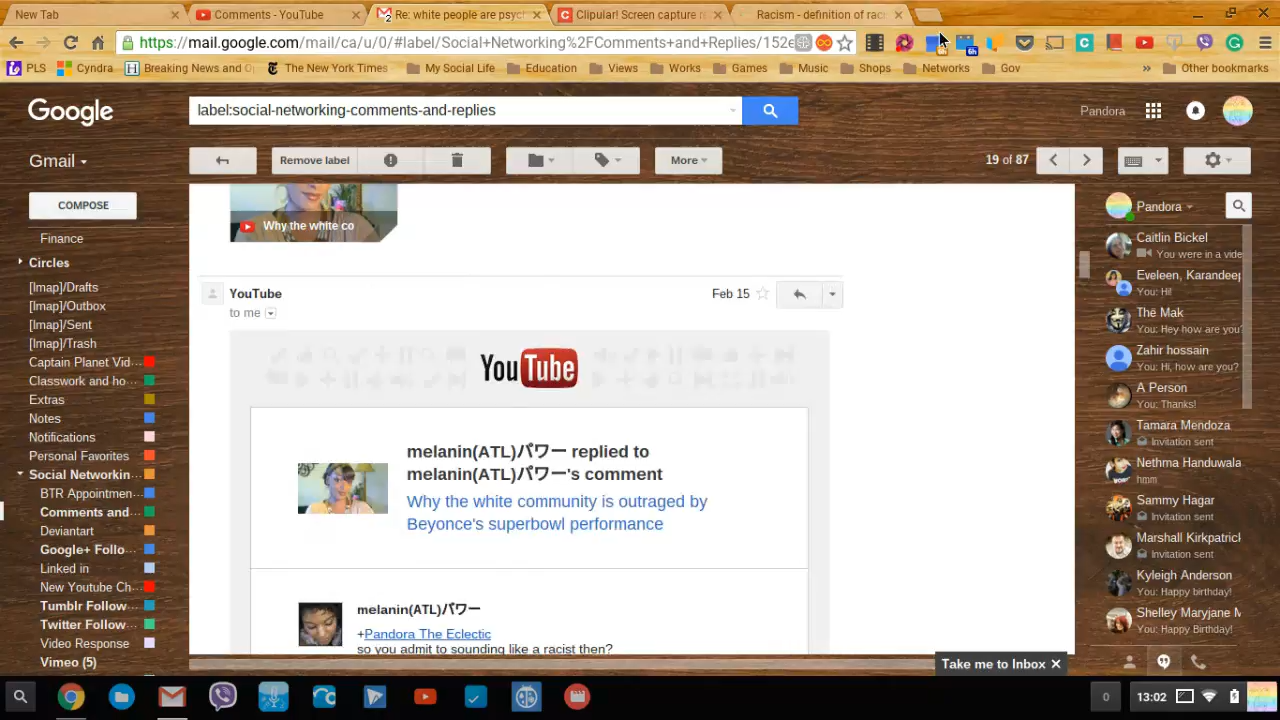 New Tab
Comments - YouTube
Re: white people are psych
Clipular! Screen capture r
Racism - definition of raci
https://mail.google.com/mail/ca/u/0/#label/Social+Networking%2FComments+and+Replies/152e
PLS
Cyndra
Breaking News and O
The New York Times
My Social Life
Education
Views
Works
Games
Music
Shops
Networks
Gov
»
Other bookmarks
Google
label:social-networking-comments-and-replies
Pandora
Gmail
Remove label
More
19 of 87
COMPOSE
Finance
Circles
[Imap]/Drafts
[Imap]/Outbox
[Imap]/Sent
[Imap]/Trash
Captain Planet Vid...
Classwork and ho...
Extras
Notes
Notifications
Personal Favorites
Social Networkin...
BTR Appointmen...
Comments and...
Deviantart
Google+ Follo...
Linked in
New Youtube Ch...
Tumblr Follow...
Twitter Follow...
Video Response
Vimeo (5)
Why the white co
YouTube
Feb 15
to me
YouTube
melanin(ATL)パワー replied to
melanin(ATL)パワー's comment
Why the white community is outraged by
Beyonce's superbowl performance
melanin(ATL)パワー
+Pandora The Eclectic
so you admit to sounding like a racist then?
Pandora
Caitlin Bickel
You were in a vide
Eveleen, Karandeep
You: Hi!
The Mak
You: Hey how are you?
Zahir hossain
You: Hi, how are you?
A Person
You: Thanks!
Tamara Mendoza
Invitation sent
Nethma Handuwala
hmm
Sammy Hagar
Invitation sent
Marshall Kirkpatrick
Invitation sent
Kyleigh Anderson
You: Happy birthday!
Shelley Maryjane M
You: Happy Birthday!
Take me to Inbox ✕
0
13:02